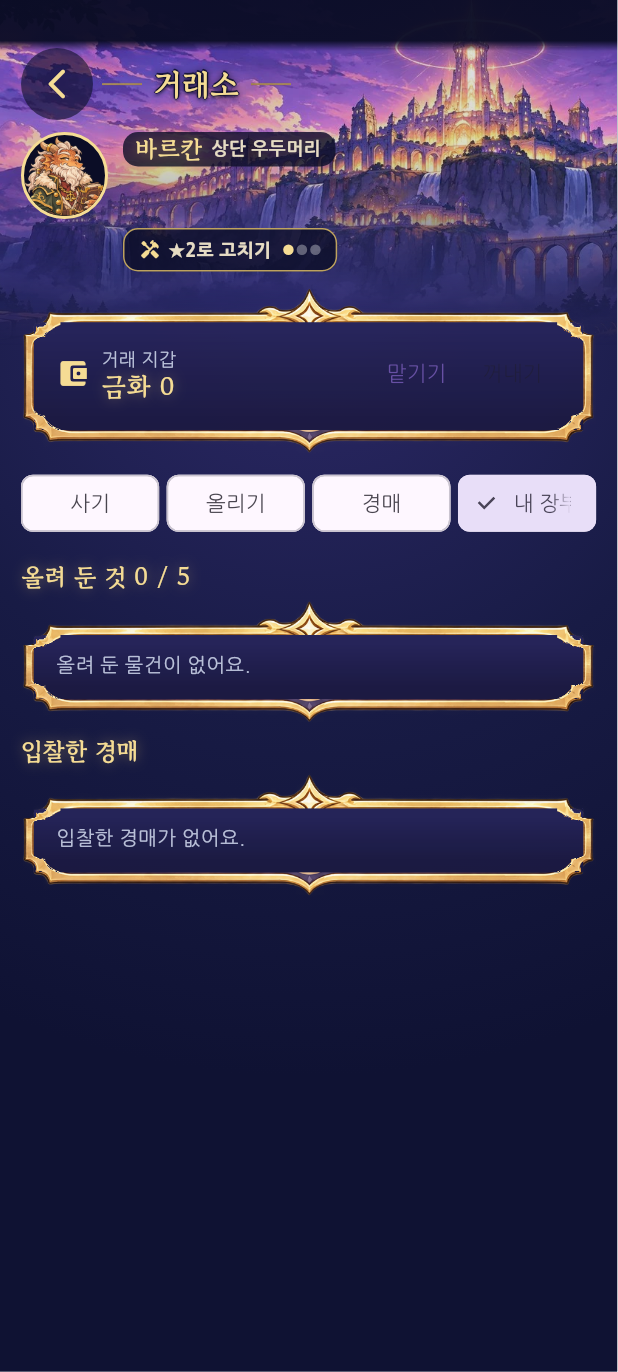 거래소
바르칸 상단 우두머리
★2로 고치기
거래 지갑
금화 0
맡기기
사기
올리기
경매
내 장부
올려 둔 것 0 / 5
올려 둔 물건이 없어요.
입찰한 경매
입찰한 경매가 없어요.